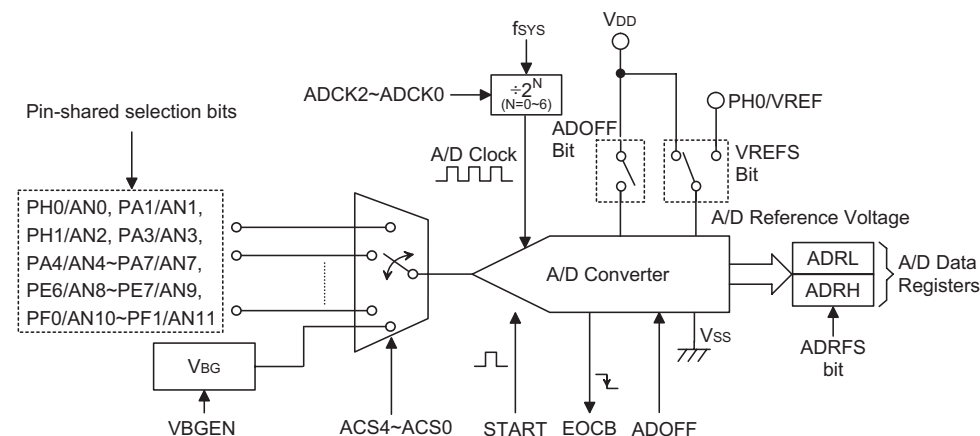 fSYS
VDD
ADCK2~ADCK0
÷2N
(N=0~6)
PH0/VREF
Pin-shared selection bits
ADOFF
Bit
VREFS
Bit
A/D Clock
PH0/AN0, PA1/AN1,
PH1/AN2, PA3/AN3,
PA4/AN4~PA7/AN7,
PE6/AN8~PE7/AN9,
PF0/AN10~PF1/AN11
A/D Reference Voltage
A/D Converter
ADRL
ADRH
A/D Data
Registers
VBG
VSS
ADRFS
bit
VBGEN
ACS4~ACS0
START
EOCB
ADOFF